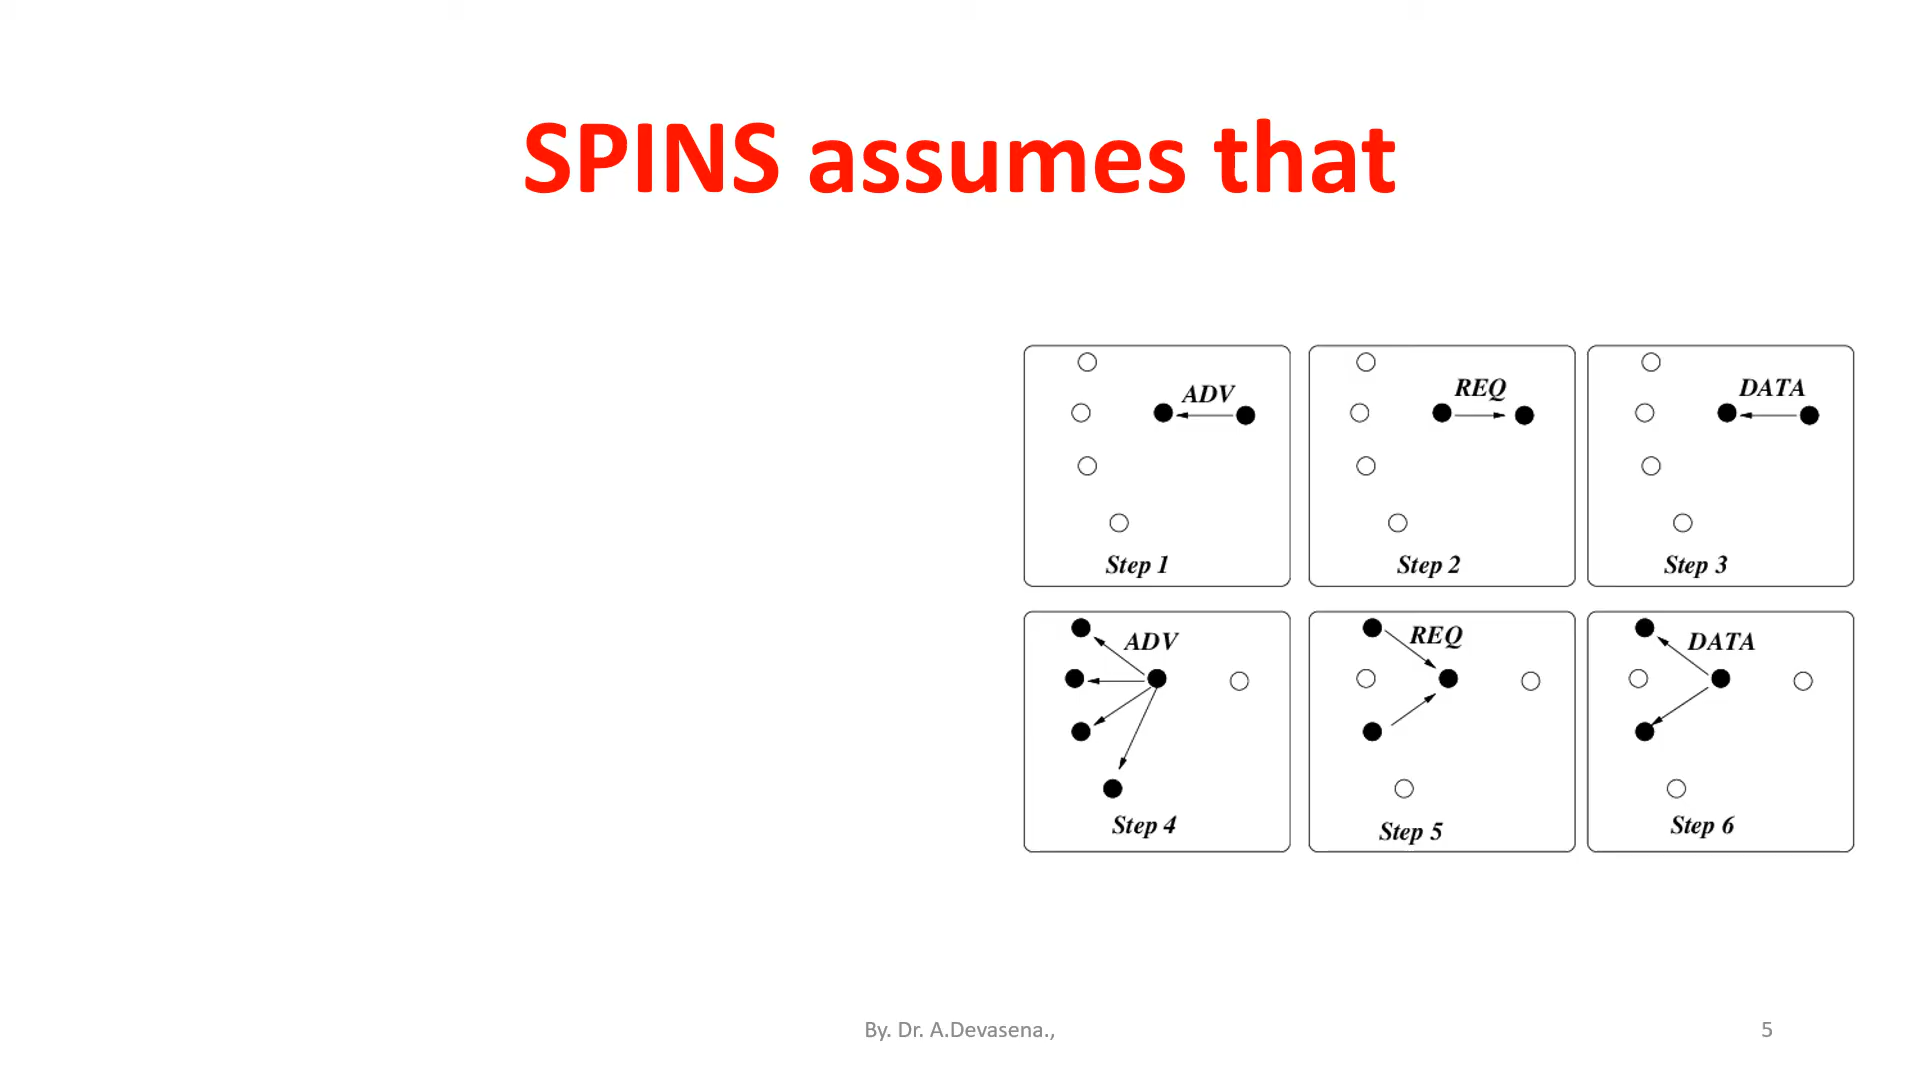 SPINS assumes that
ADV
REQ
DATA
Step 1
Step 2
Step 3
ADV
REQ
DATA
Step 4
Step 5
Step 6
By. Dr. A.Devasena.,
5